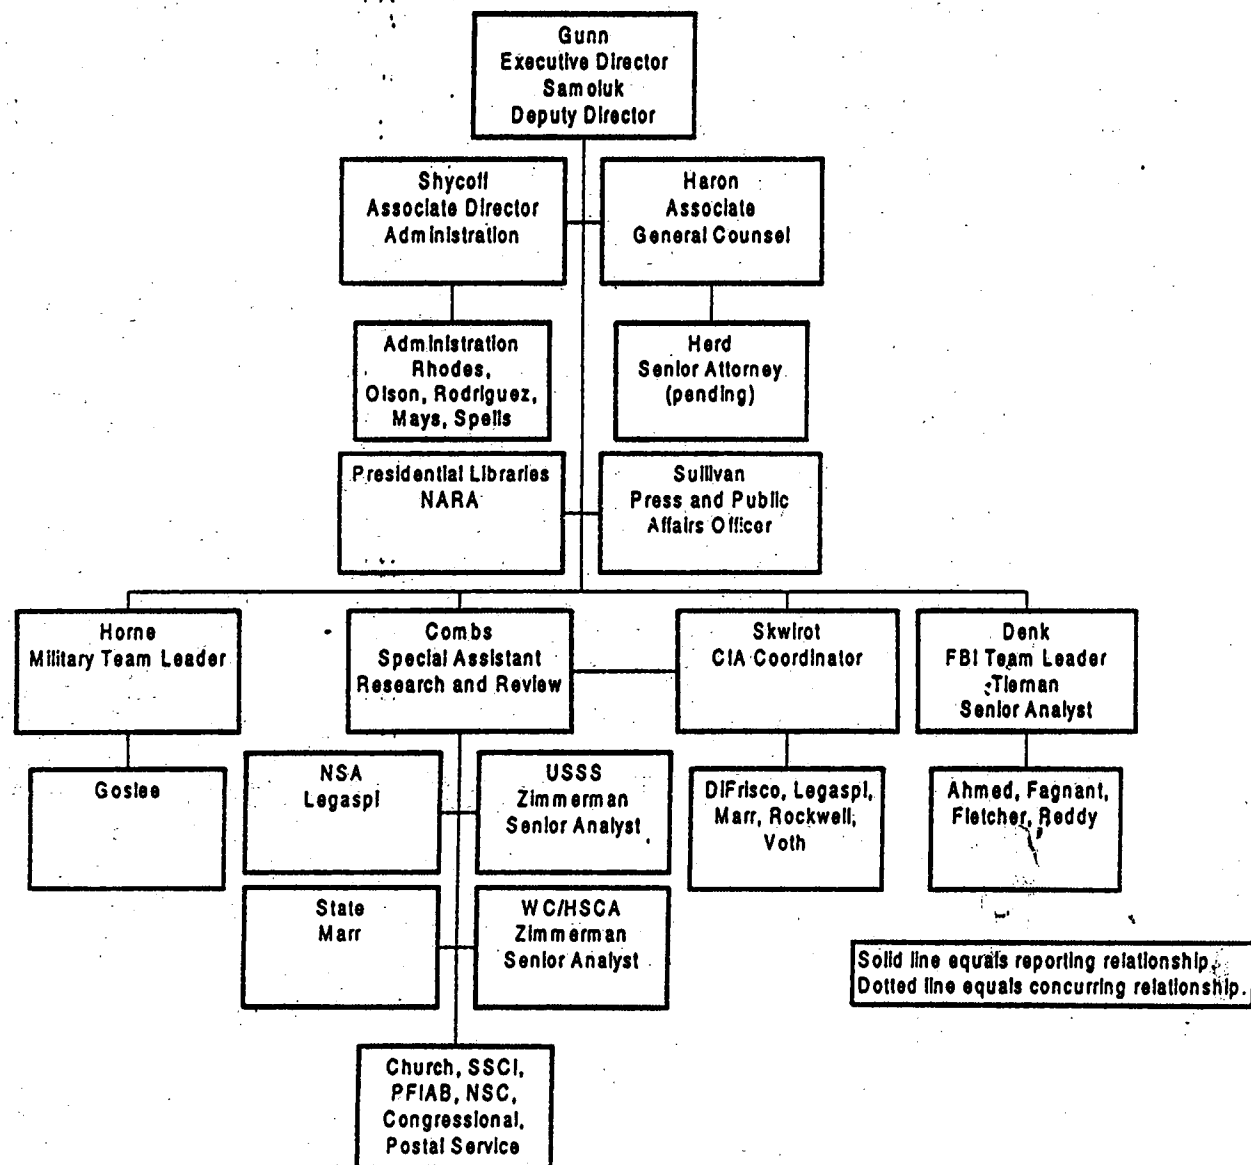 Gunn
Executive Director
Samoluk
Deputy Director
Shycoff
Associate Director
Administration
Haron
Associate
General Counsel
Administration
Rhodes,
Olson, Rodriguez,
Mays, Spells
Herd
Senior Attorney
(pending)
Presidential Libraries
NARA
Sullivan
Press and Public
Affairs Officer
Horne
Military Team Leader
Combs
Special Assistant
Research and Review
Skwirot
CIA Coordinator
Denk
FBI Team Leader
Tiernan
Senior Analyst
Goslee
NSA
Legaspi
USSS
Zimmerman
Senior Analyst
DiFrisco, Legaspi,
Marr, Rockwell,
Voth
Ahmed, Fagnant,
Fletcher, Reddy
State
Marr
WC/HSCA
Zimmerman
Senior Analyst
Solid line equals reporting relationship.
Dotted line equals concurring relationship.
Church, SSCI,
PFIAB, NSC,
Congressional,
Postal Service